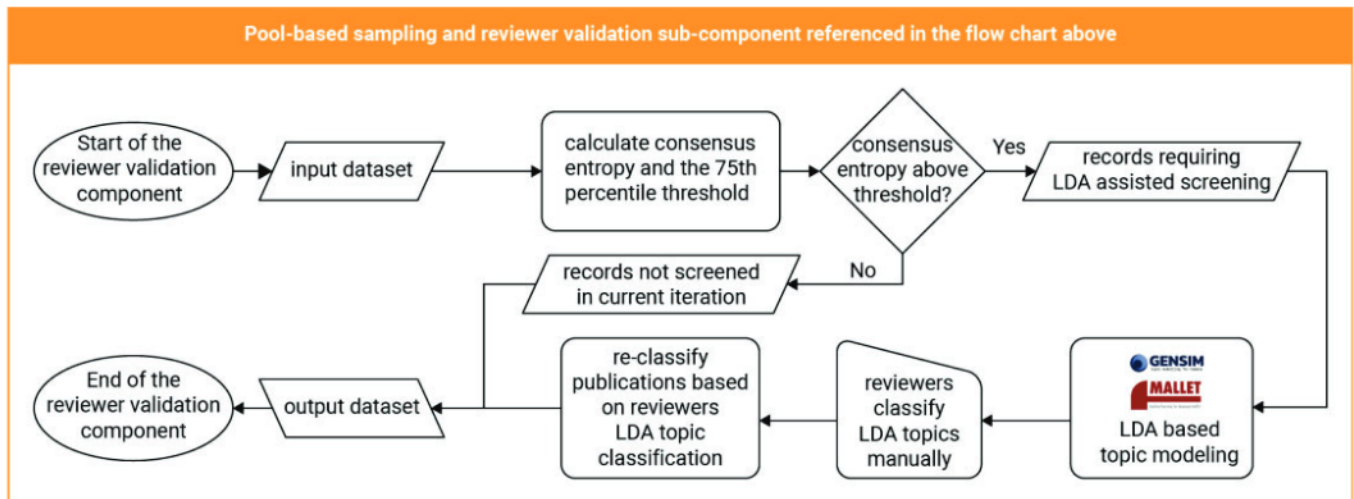 Pool-based sampling and reviewer validation sub-component referenced in the flow chart above
Start of the
reviewer validation
component
input dataset
calculate consensus
entropy and the 75th
percentile threshold
consensus
entropy above
threshold?
Yes
records requiring
LDA assisted screening
No
records not screened
in current iteration
GENSIM
MALLET
LDA based
topic modeling
reviewers
classify
LDA topics
manually
re-classify
publications based
on reviewers
LDA topic
classification
output dataset
End of the
reviewer validation
component